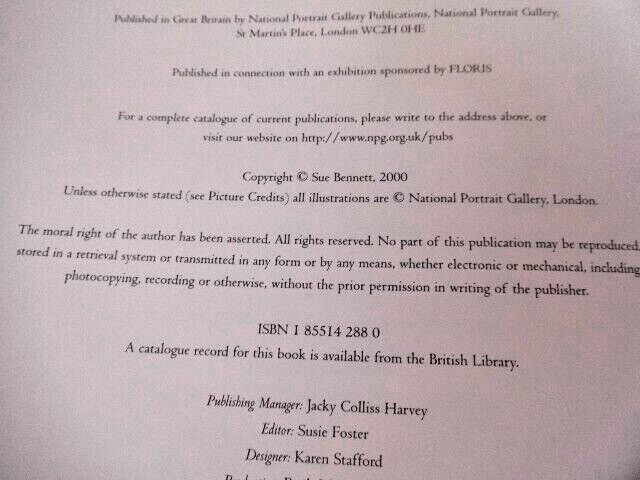 Published in Great Britain by National Portrait Gallery Publications, National Portrait Gallery,
St Martin's Place, London WC2H 0HE
Published in connection with an exhibition sponsored by FLORIS
For a complete catalogue of current publications, please write to the address above, or
visit our website on http://www.npg.org.uk/pubs
Copyright © Sue Bennett, 2000
Unless otherwise stated (see Picture Credits) all illustrations are © National Portrait Gallery, London.
The moral right of the author has been asserted. All rights reserved. No part of this publication may be reproduced,
stored in a retrieval system or transmitted in any form or by any means, whether electronic or mechanical, including
photocopying, recording or otherwise, without the prior permission in writing of the publisher.
ISBN 1 85514 288 0
A catalogue record for this book is available from the British Library.
Publishing Manager: Jacky Colliss Harvey
Editor: Susie Foster
Designer: Karen Stafford